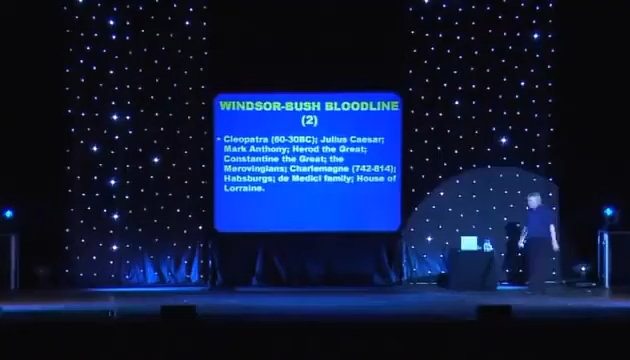 WINDSOR-BUSH BLOODLINE
(2)
• Cleopatra (60-30BC); Julius Caesar;
Mark Anthony; Herod the Great;
Constantine the Great; the
Merovingians; Charlemagne (742-814);
Habsburgs; de Medici family; House of
Lorraine.